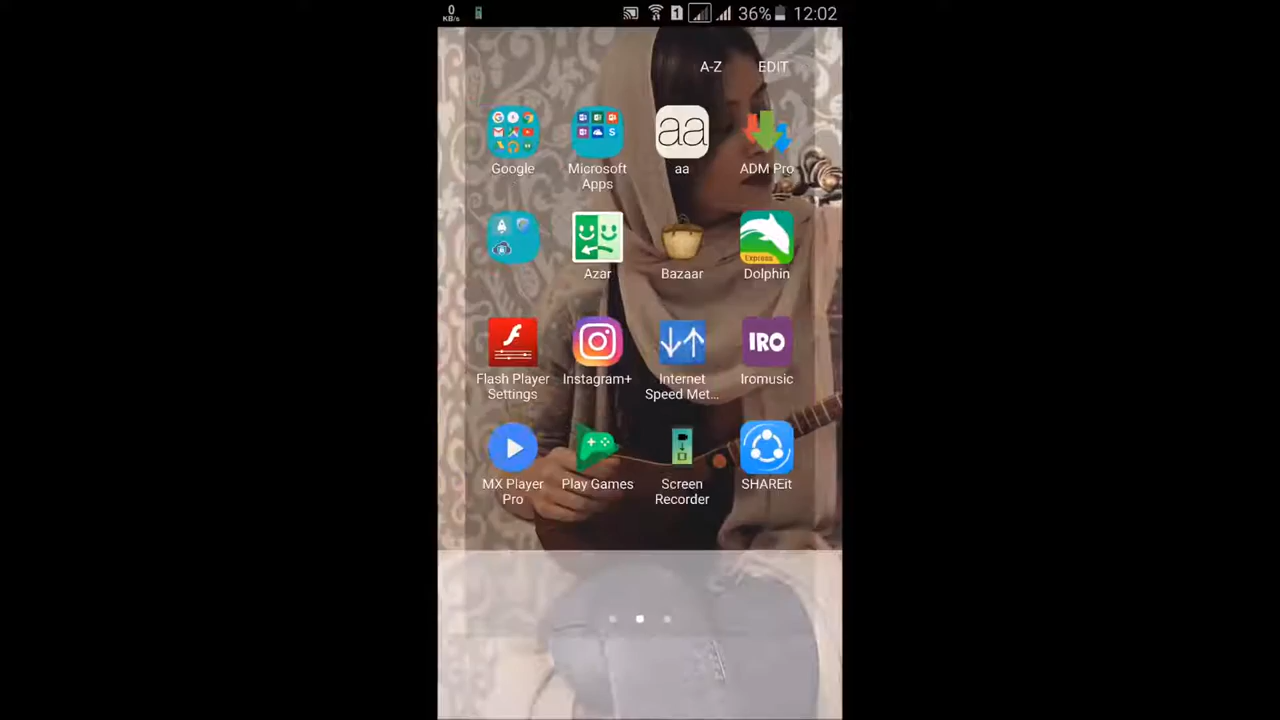 0
KB/s
1
36%
12:02
A-Z
EDIT
aa
Google
Microsoft
Apps
aa
ADM Pro
Express
Azar
Bazaar
Dolphin
IRO
Flash Player
Settings
Instagram+
Internet
Speed Met...
Iromusic
MX Player
Pro
Play Games
Screen
Recorder
SHAREit